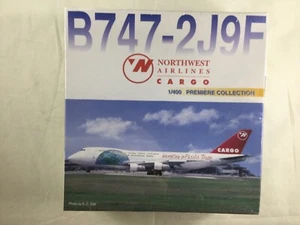 B747-2J9F
NORTHWEST
AIRLINES
CARGO
1/400 PREMIERE COLLECTION
CARGO